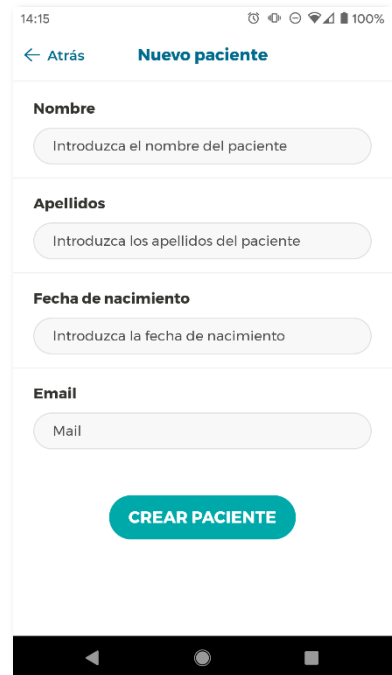 14:15 100%
← Atrás Nuevo paciente
Nombre
Introduzca el nombre del paciente
Apellidos
Introduzca los apellidos del paciente
Fecha de nacimiento
Introduzca la fecha de nacimiento
Email
Mail
CREAR PACIENTE